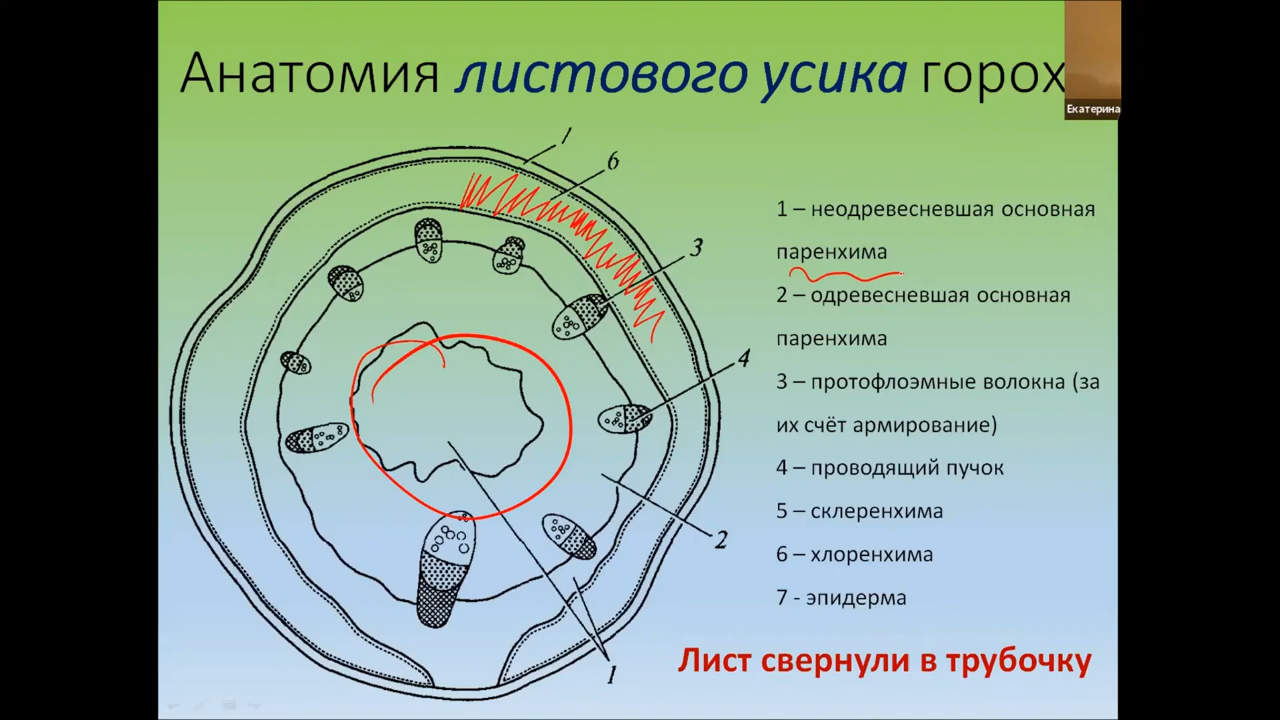 Анатомия листового усика горох
Екатерина
7
6
3
4
2
1
1 – неодревесневшая основная
паренхима
2 – одревесневшая основная
паренхима
3 – протофлоэмные волокна (за
их счёт армирование)
4 – проводящий пучок
5 – склеренхима
6 – хлоренхима
7 - эпидерма
Лист свернули в трубочку